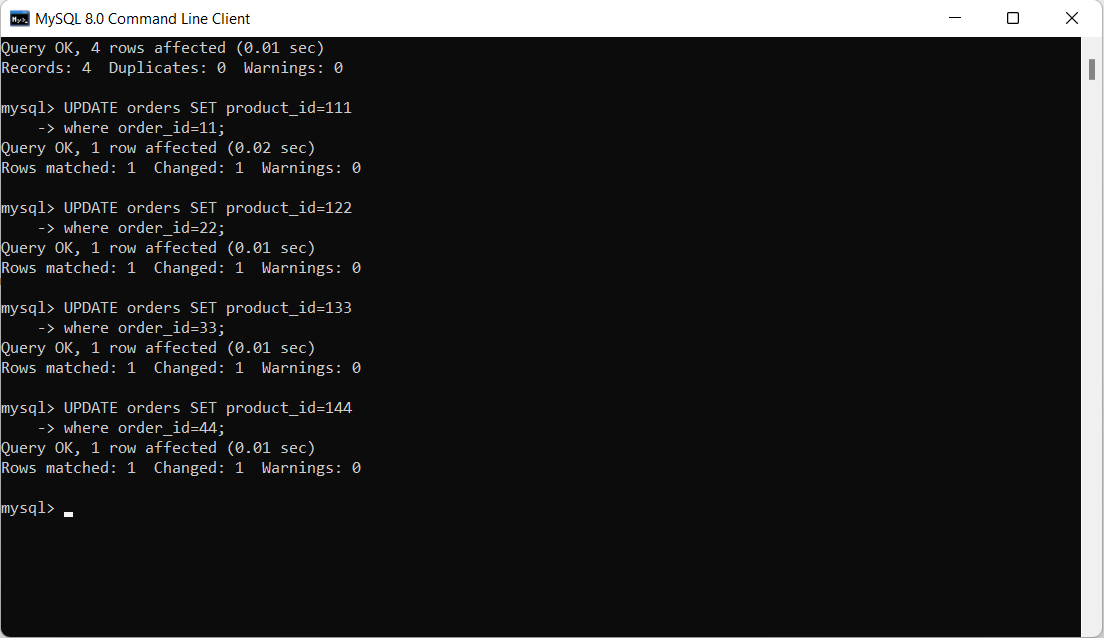 MySQL 8.0 Command Line Client
Query OK, 4 rows affected (0.01 sec)
Records: 4  Duplicates: 0  Warnings: 0
mysql> UPDATE orders SET product_id=111
    -> where order_id=11;
Query OK, 1 row affected (0.02 sec)
Rows matched: 1  Changed: 1  Warnings: 0
mysql> UPDATE orders SET product_id=122
    -> where order_id=22;
Query OK, 1 row affected (0.01 sec)
Rows matched: 1  Changed: 1  Warnings: 0
mysql> UPDATE orders SET product_id=133
    -> where order_id=33;
Query OK, 1 row affected (0.01 sec)
Rows matched: 1  Changed: 1  Warnings: 0
mysql> UPDATE orders SET product_id=144
    -> where order_id=44;
Query OK, 1 row affected (0.01 sec)
Rows matched: 1  Changed: 1  Warnings: 0
mysql>